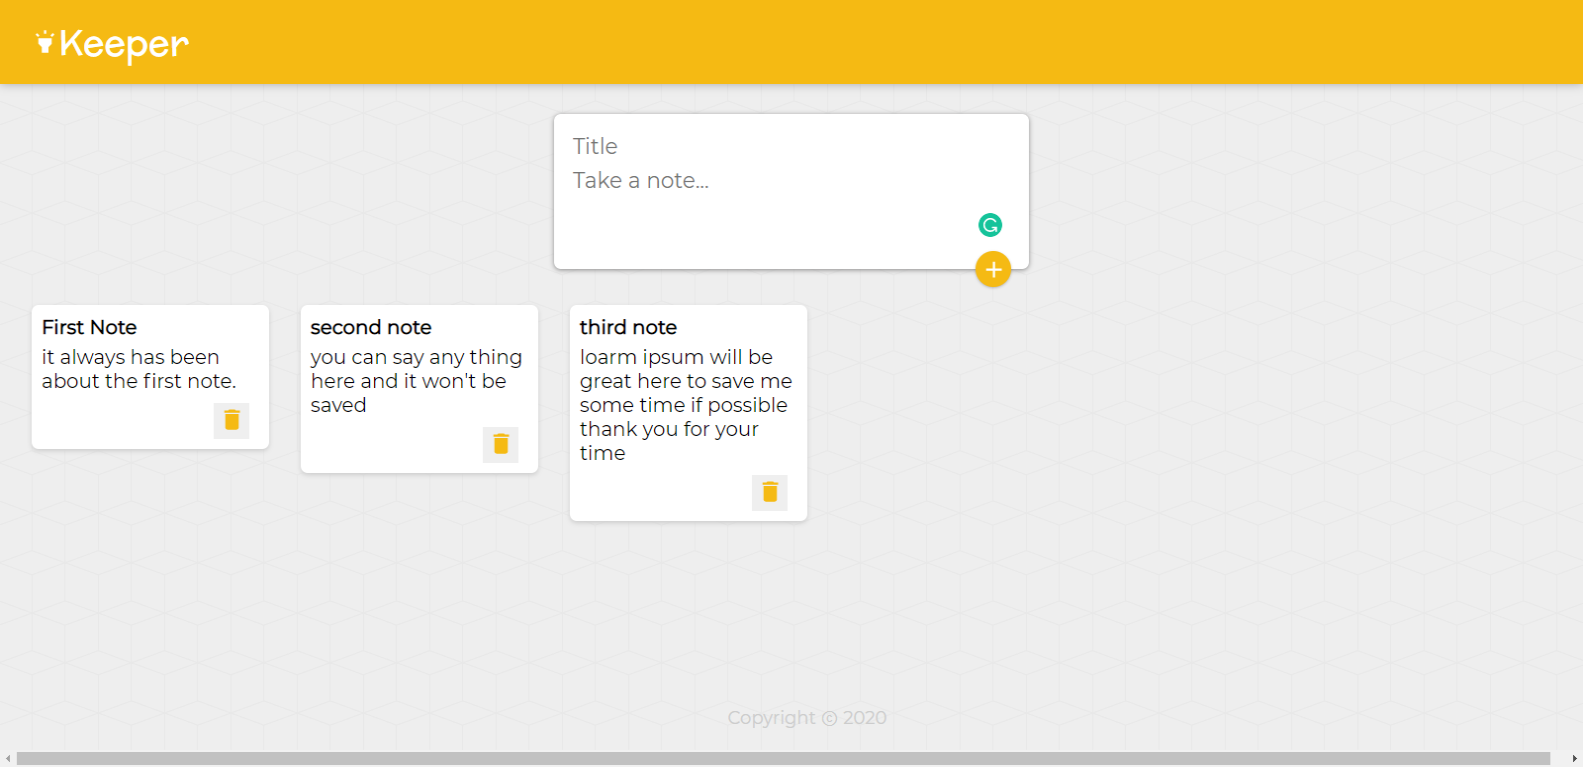 Keeper
Title
Take a note...
First Note
it always has been
about the first note.
second note
you can say any thing
here and it won't be
saved
third note
loarm ipsum will be
great here to save me
some time if possible
thank you for your
time
Copyright © 2020